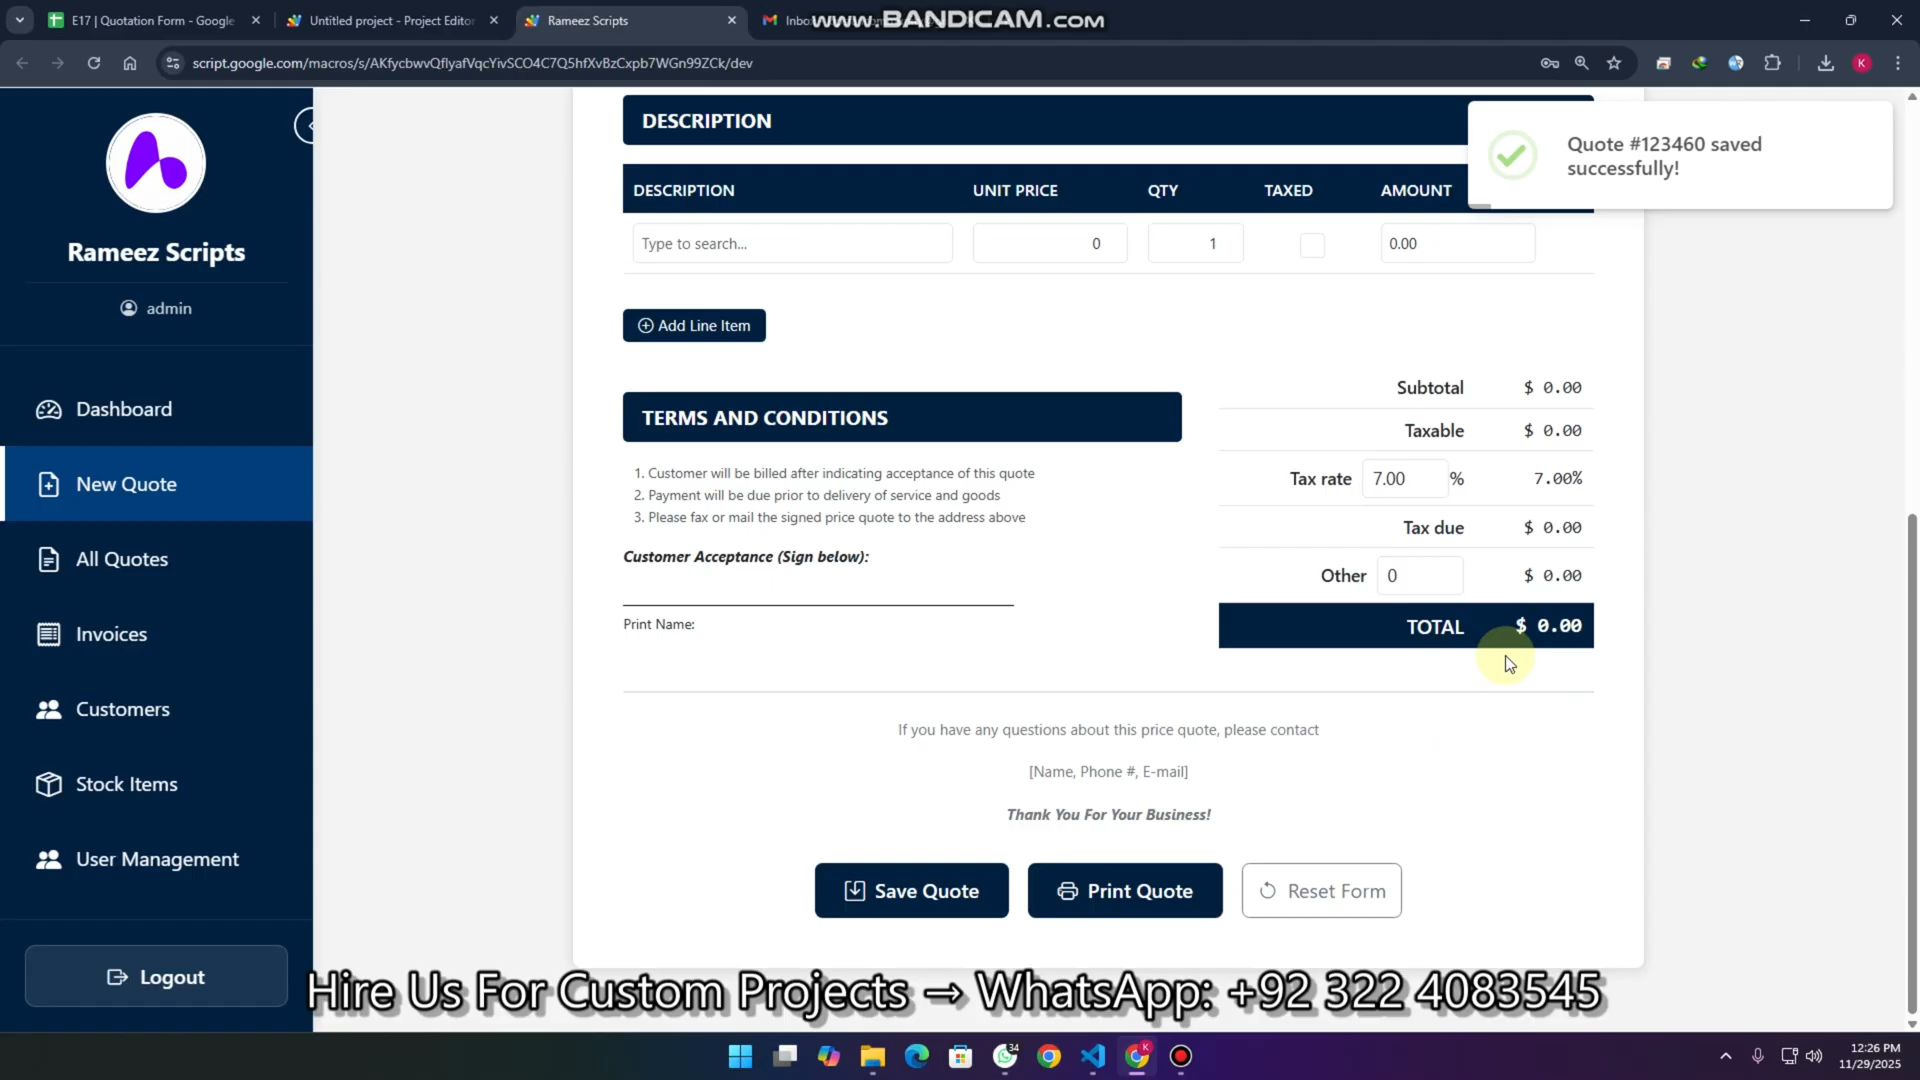 E17 | Quotation Form - Google
Untitled project - Project Editor
Rameez Scripts
Inbo
www.BANDICAM.com
script.google.com/macros/s/AKfycbwvQflyafVqcYivSCO4C7Q5hfXvBzCxpb7WGn99ZCk/dev
K
Rameez Scripts
admin
Dashboard
New Quote
All Quotes
Invoices
Customers
Stock Items
User Management
Logout
DESCRIPTION
Quote #123460 saved
successfully!
DESCRIPTION UNIT PRICE QTY TAXED AMOUNT
Type to search... 0 1 0.00
Add Line Item
TERMS AND CONDITIONS
1. Customer will be billed after indicating acceptance of this quote
2. Payment will be due prior to delivery of service and goods
3. Please fax or mail the signed price quote to the address above
Customer Acceptance (Sign below):
Print Name:
Subtotal $ 0.00
Taxable $ 0.00
Tax rate 7.00 % 7.00%
Tax due $ 0.00
Other 0 $ 0.00
TOTAL $ 0.00
If you have any questions about this price quote, please contact
[Name, Phone #, E-mail]
Thank You For Your Business!
Save Quote
Print Quote
Reset Form
Hire Us For Custom Projects → WhatsApp: +92 322 4083545
34
K
12:26 PM
11/29/2025